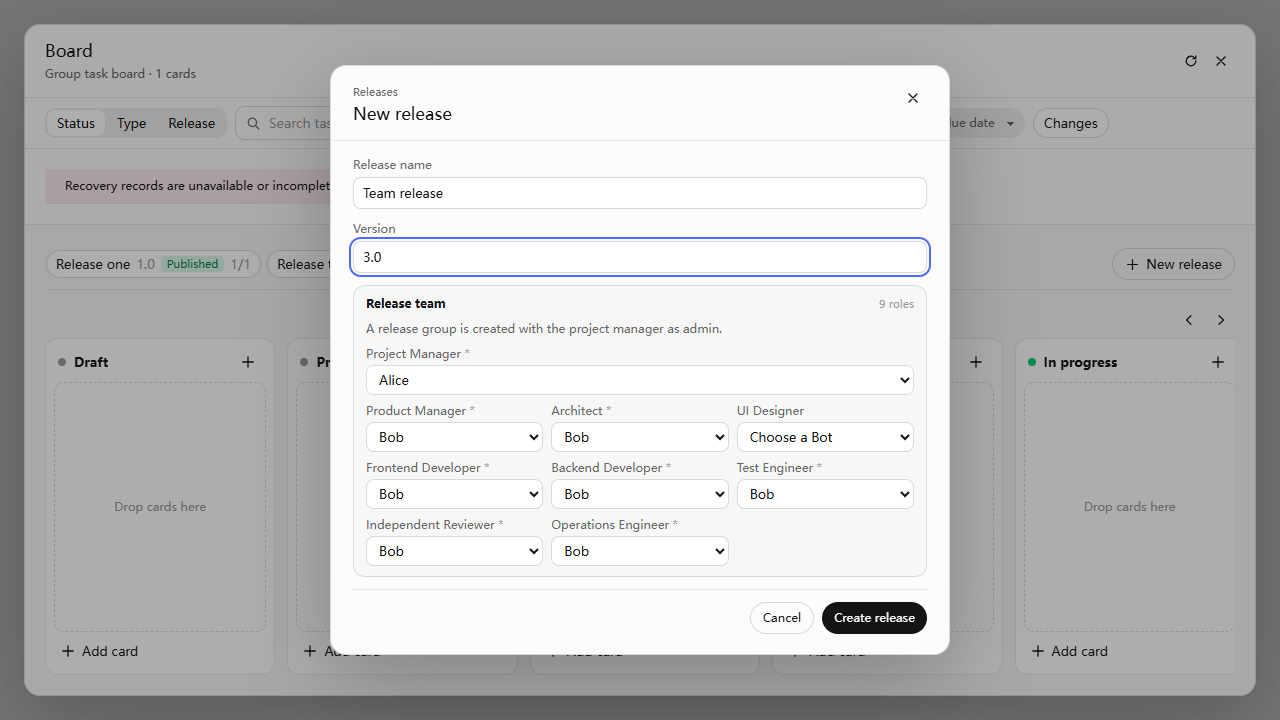 Board
Group task board · 1 cards
Status Type Release
Search
due date
Changes
Recovery records are unavailable or
Release one 1.0 Published 1/1
Release
New release
Draft
In progress
Drop cards here
Drop cards here
Add card
Add card
Releases
New release
Release name
Team release
Version
3.0
Release team
9 roles
A release group is created with the project manager as admin.
Project Manager *
Alice
Product Manager * Architect * UI Designer
Bob Bob Choose a Bot
Frontend Developer * Backend Developer * Test Engineer *
Bob Bob Bob
Independent Reviewer * Operations Engineer *
Bob Bob
Cancel Create release